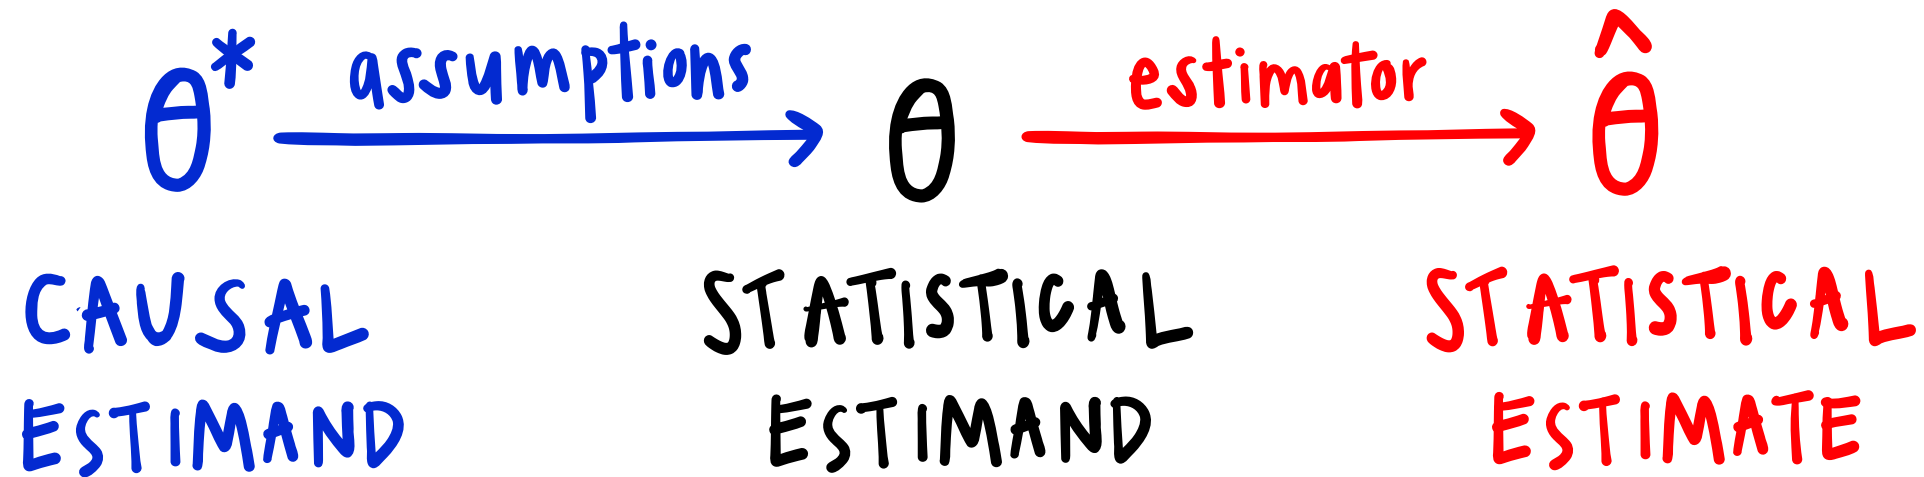 θ* assumptions θ estimator θ̂
CAUSAL STATISTICAL STATISTICAL
ESTIMAND ESTIMAND ESTIMATE